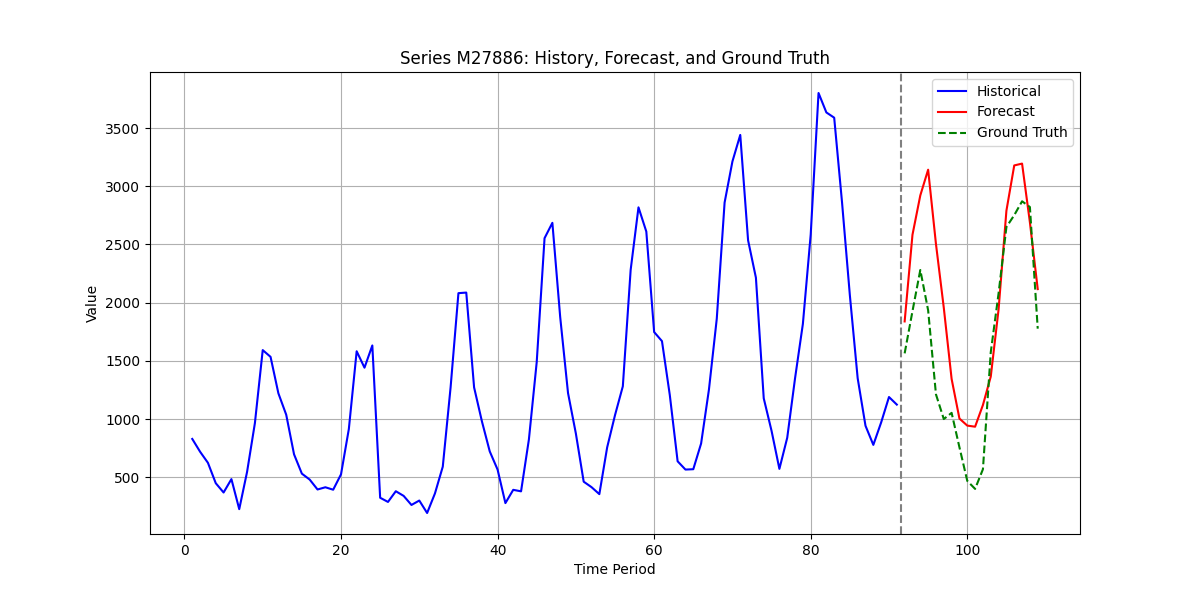 Series M27886: History, Forecast, and Ground Truth
Historical
Forecast
Ground Truth
Value
3500
3000
2500
2000
1500
1000
500
0 20 40 60 80 100
Time Period